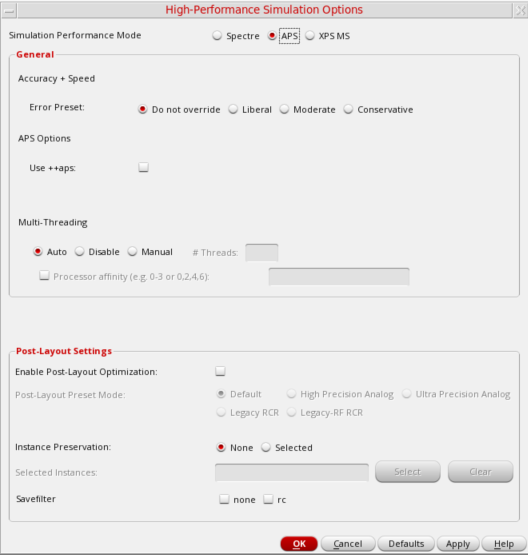 High-Performance Simulation Options
Simulation Performance Mode Spectre APS XPS MS
General
Accuracy + Speed
Error Preset: Do not override Liberal Moderate Conservative
APS Options
Use ++aps:
Multi-Threading
Auto Disable Manual # Threads:
Processor affinity (e.g. 0-3 or 0,2,4,6):
Post-Layout Settings
Enable Post-Layout Optimization:
Post-Layout Preset Mode: Default High Precision Analog Ultra Precision Analog
Legacy RCR Legacy-RF RCR
Instance Preservation: None Selected
Selected Instances: Select Clear
Savefilter none rc
OK Cancel Defaults Apply Help